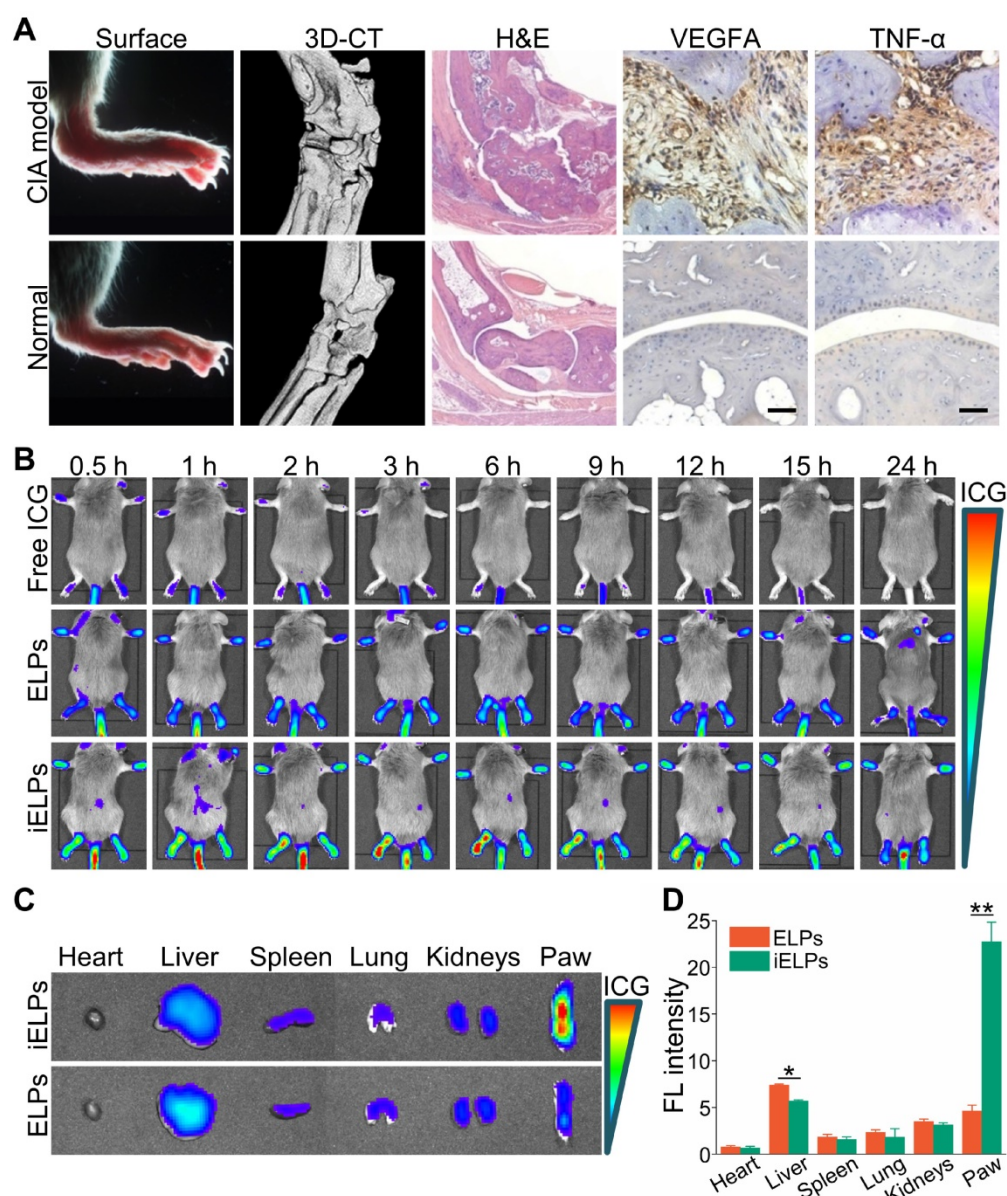 A
Surface 3D-CT H&E VEGFA TNF-α
CIA model
Normal
B
0.5 h 1 h 2 h 3 h 6 h 9 h 12 h 15 h 24 h
ICG
Free ICG
ELPs
iELPs
C
Heart Liver Spleen Lung Kidneys Paw
ICG
iELPs
ELPs
D
FL intensity
25
20
15
10
5
0
ELPs
iELPs
*
**
Heart Liver Spleen Lung Kidneys Paw